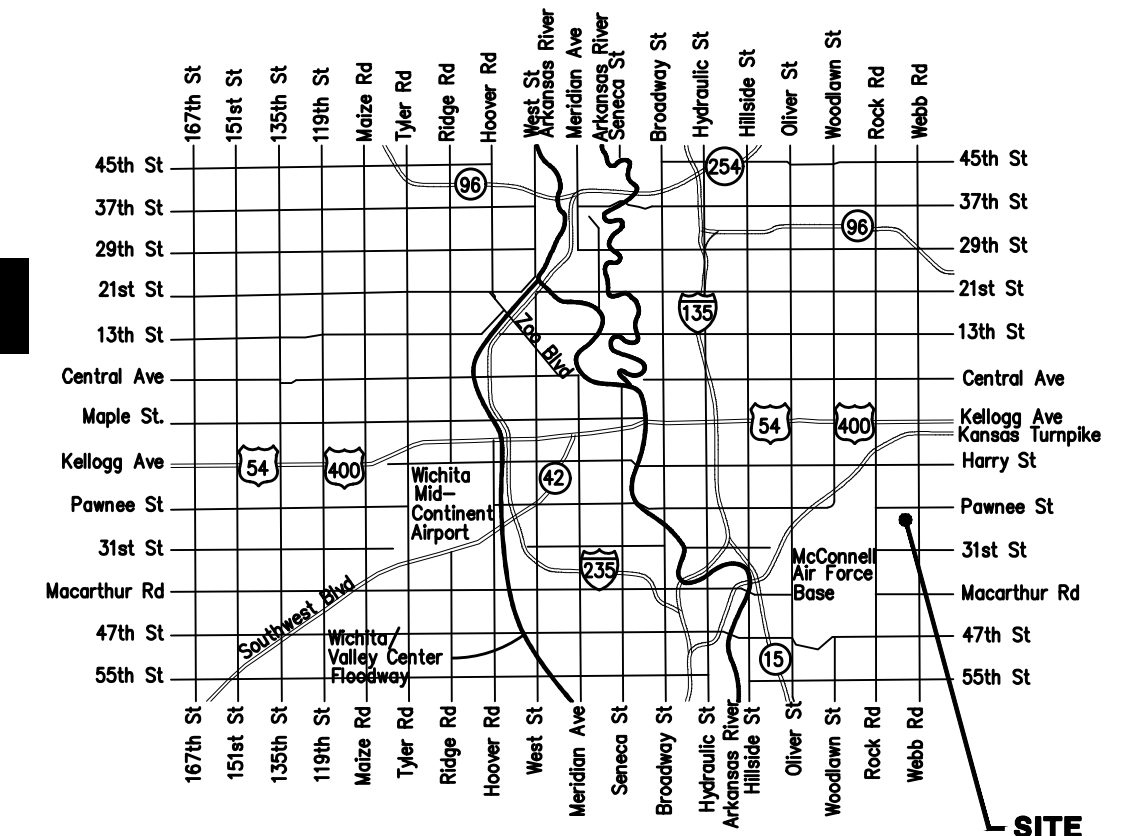 167th St
151st St
135th St
119th St
Maize Rd
Tyler Rd
Ridge Rd
Hoover Rd
West St
Arkansas River
Meridian Ave
Arkansas River
Seneca St
Broadway St
Hydraulic St
Hillside St
Oliver St
Woodlawn St
Rock Rd
Webb Rd
45th St
254
45th St
96
37th St
37th St
96
29th St
29th St
21st St
21st St
135
13th St
Zoo Blvd
13th St
Central Ave
Central Ave
Maple St.
54
400
Kellogg Ave
Kansas Turnpike
Kellogg Ave
54
400
Harry St
Wichita
Mid-
Continent
Airport
42
Pawnee St
Pawnee St
31st St
31st St
McConnell
Air Force
Base
235
Macarthur Rd
Macarthur Rd
Southwest Blvd
47th St
47th St
Wichita/
Valley Center
Floodway
15
55th St
55th St
167th St
151st St
135th St
119th St
Maize Rd
Tyler Rd
Ridge Rd
Hoover Rd
West St
Meridian Ave
Seneca St
Broadway St
Hydraulic St
Arkansas River
Hillside St
Oliver St
Woodlawn St
Rock Rd
Webb Rd
SITE